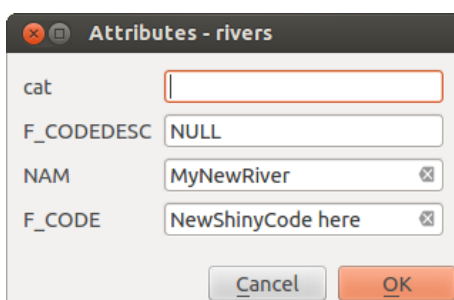 Attributes - rivers
cat
F_CODEDESC NULL
NAM MyNewRiver
F_CODE NewShinyCode here
Cancel OK